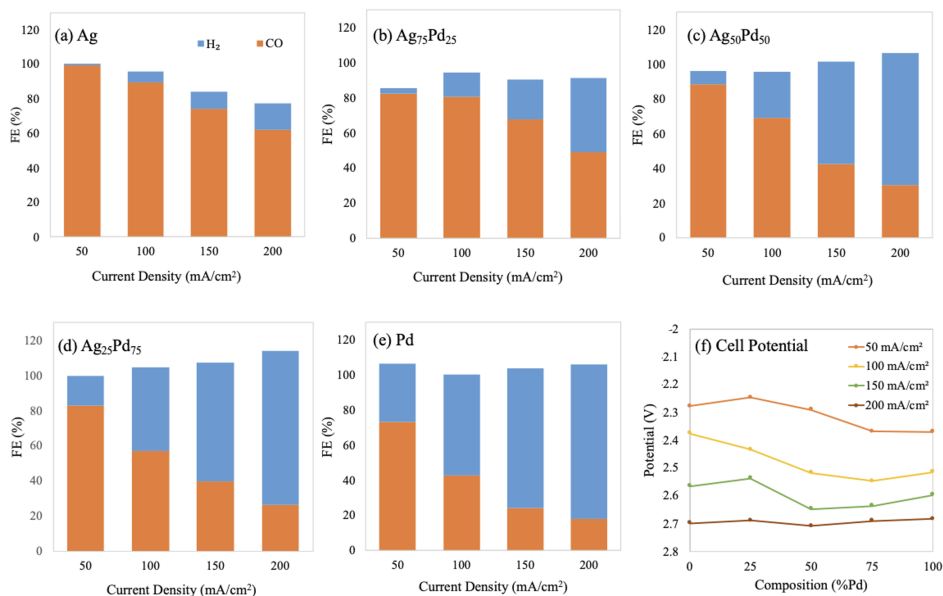 (a) Ag
H₂
CO
FE (%)
120
100
80
60
40
20
0
50 100 150 200
Current Density (mA/cm²)
(b) Ag₇₅Pd₂₅
FE (%)
120
100
80
60
40
20
0
50 100 150 200
Current Density (mA/cm²)
(c) Ag₅₀Pd₅₀
FE (%)
120
100
80
60
40
20
0
50 100 150 200
Current Density (mA/cm²)
(d) Ag₂₅Pd₇₅
FE (%)
120
100
80
60
40
20
0
50 100 150 200
Current Density (mA/cm²)
(e) Pd
FE (%)
120
100
80
60
40
20
0
50 100 150 200
Current Density (mA/cm²)
(f) Cell Potential
50 mA/cm²
100 mA/cm²
150 mA/cm²
200 mA/cm²
Potential (V)
-2
2.1
2.2
2.3
2.4
2.5
2.6
2.7
2.8
0 25 50 75 100
Composition (%Pd)